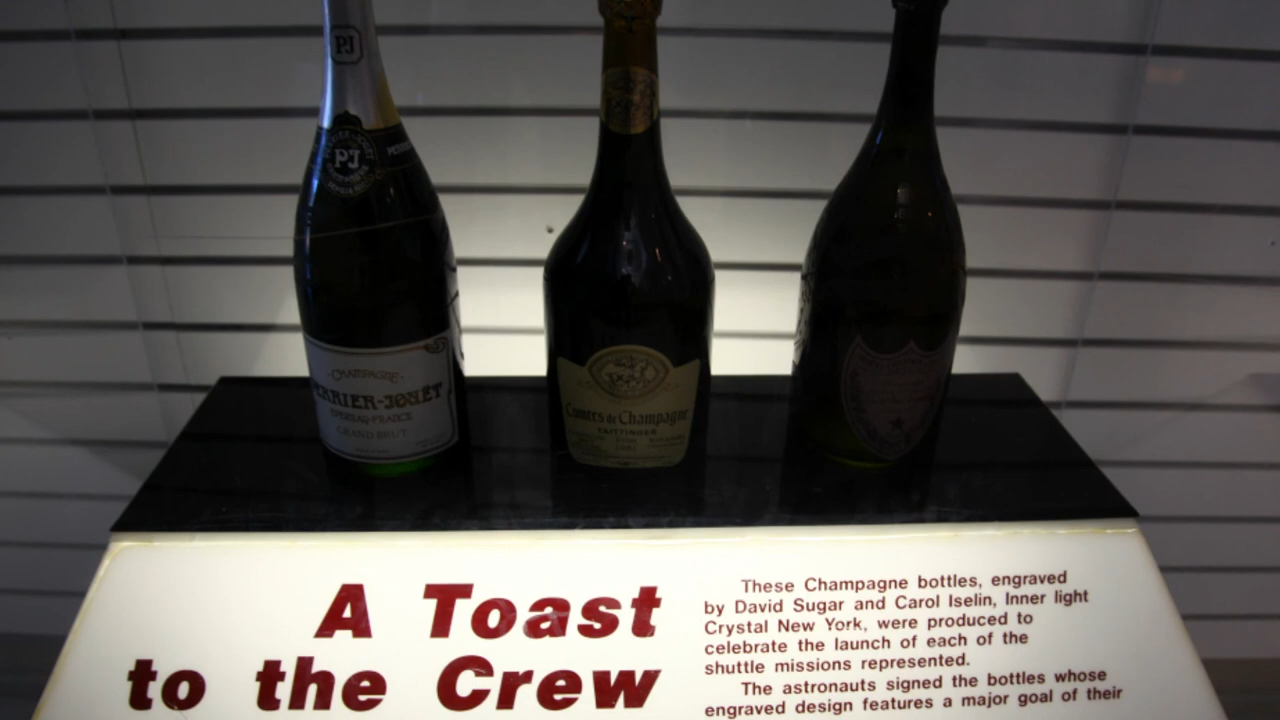 PJ
PJ
CHAMPAGNE
PERRIER-JOUËT
EPERNAY-FRANCE
GRAND BRUT
Comtes de Champagne
TAITTINGER
A Toast
to the Crew
These Champagne bottles, engraved
by David Sugar and Carol Iselin, Inner light
Crystal New York, were produced to
celebrate the launch of each of the
shuttle missions represented.
The astronauts signed the bottles whose
engraved design features a major goal of their